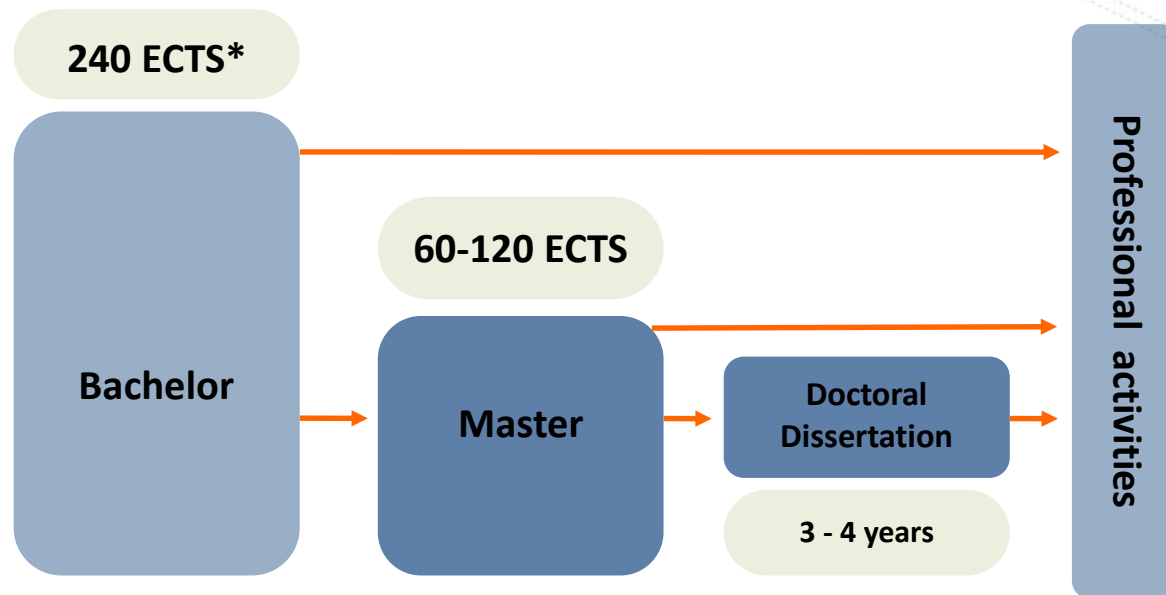 240 ECTS*
Bachelor
60-120 ECTS
Master
Doctoral
Dissertation
3 - 4 years
Professional activities